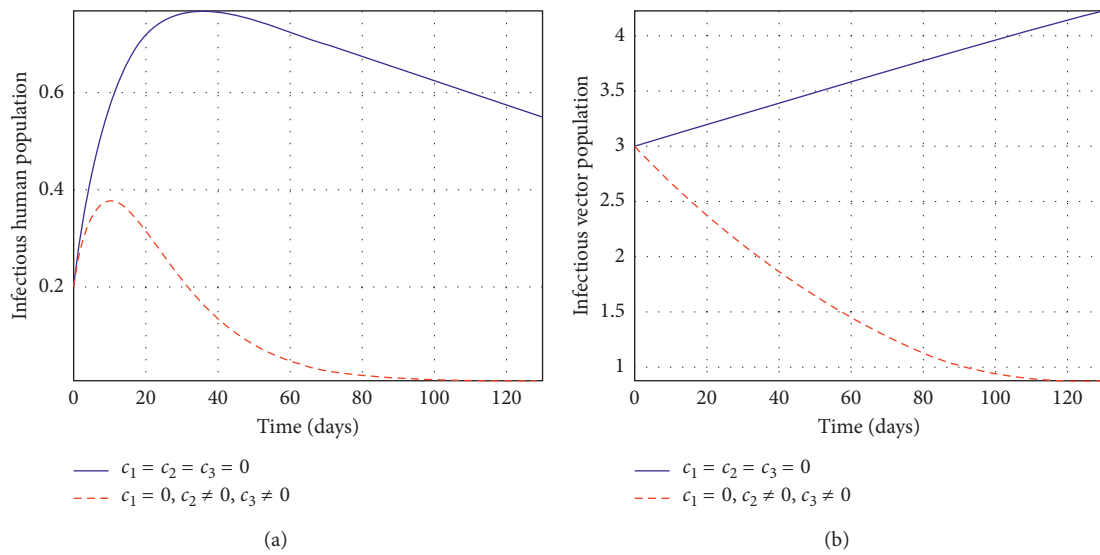 Infectious human population
0.6
0.4
0.2
0 20 40 60 80 100 120
Time (days)
c1 = c2 = c3 = 0
c1 = 0, c2 ≠ 0, c3 ≠ 0
(a)
Infectious vector population
4
3.5
3
2.5
2
1.5
1
0 20 40 60 80 100 120
Time (days)
c1 = c2 = c3 = 0
c1 = 0, c2 ≠ 0, c3 ≠ 0
(b)